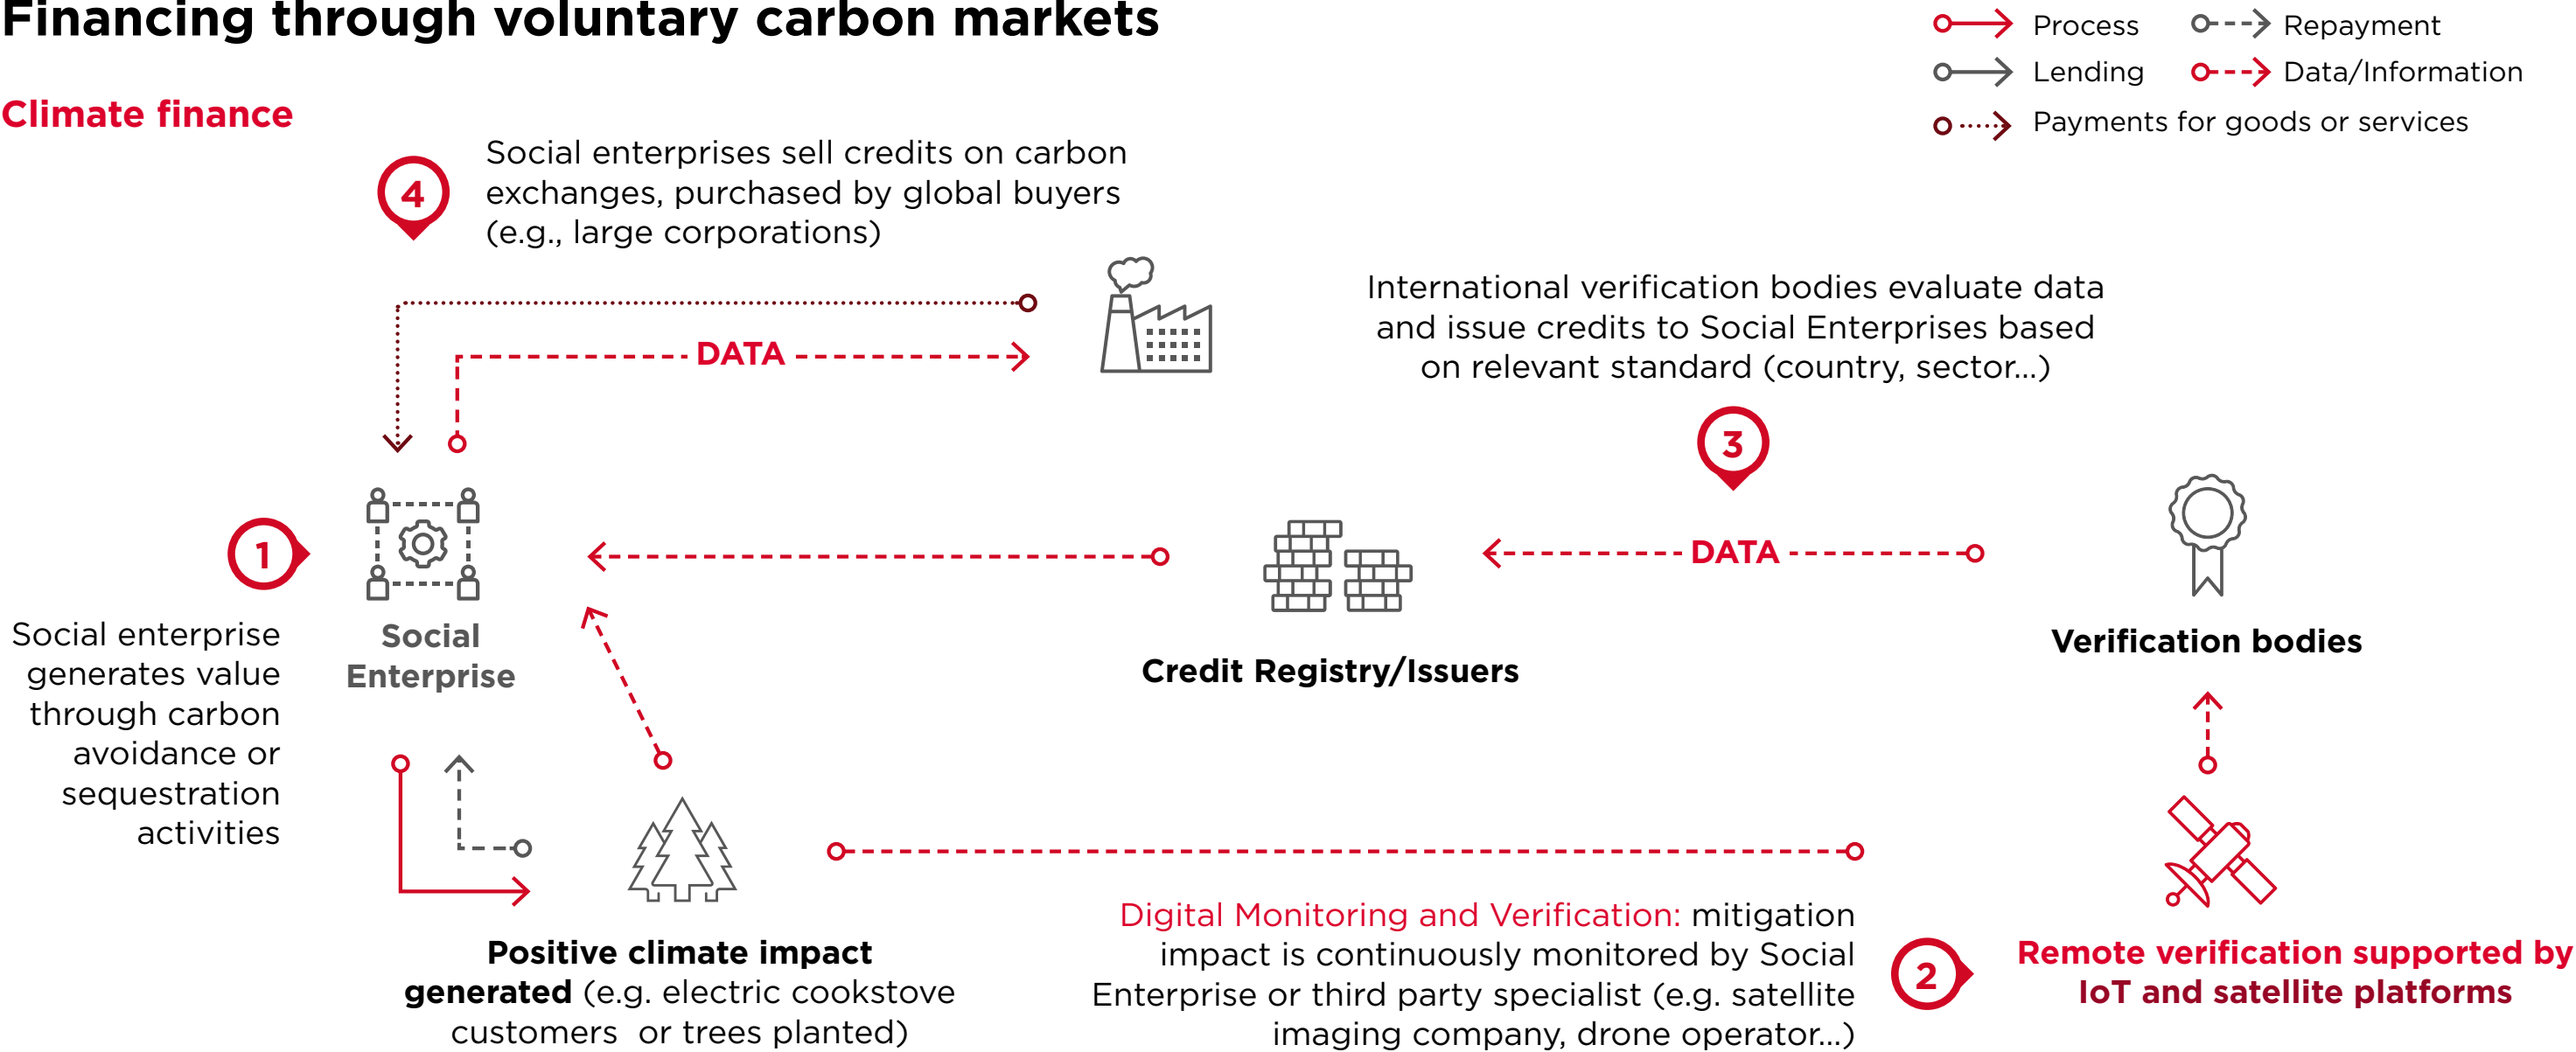 Financing through voluntary carbon markets
Process
Repayment
Lending
Data/Information
Payments for goods or services
Climate finance
4
Social enterprises sell credits on carbon
exchanges, purchased by global buyers
(e.g., large corporations)
DATA
International verification bodies evaluate data
and issue credits to Social Enterprises based
on relevant standard (country, sector...)
3
DATA
1
Social enterprise
generates value
through carbon
avoidance or
sequestration
activities
Social
Enterprise
Credit Registry/Issuers
Verification bodies
Positive climate impact
generated (e.g. electric cookstove
customers or trees planted)
Digital Monitoring and Verification: mitigation
impact is continuously monitored by Social
Enterprise or third party specialist (e.g. satellite
imaging company, drone operator...)
2
Remote verification supported by
IoT and satellite platforms